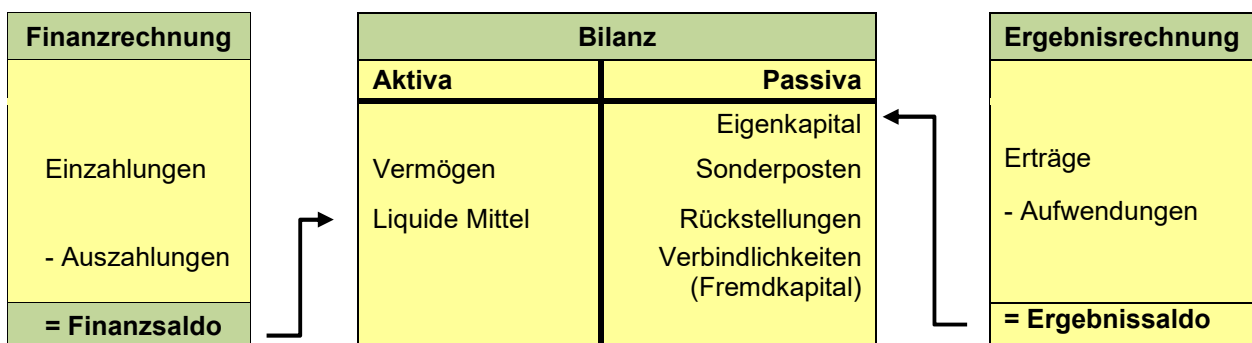 Finanzrechnung
Einzahlungen
- Auszahlungen
= Finanzsaldo
Bilanz
Aktiva
Passiva
Vermögen
Liquide Mittel
Eigenkapital
Sonderposten
Rückstellungen
Verbindlichkeiten
(Fremdkapital)
Ergebnisrechnung
Erträge
- Aufwendungen
= Ergebnissaldo